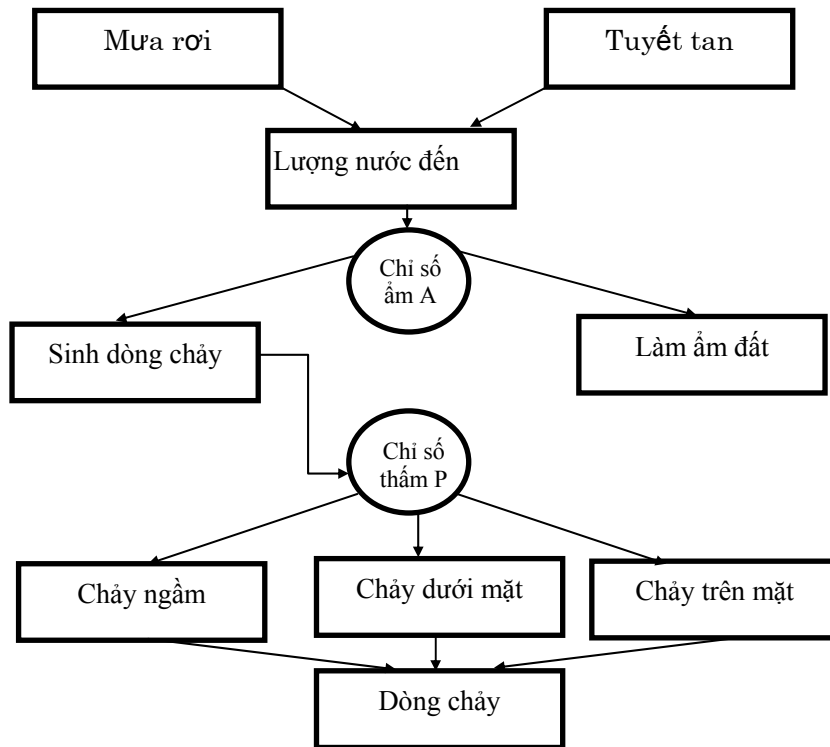 Mưa rơi
Tuyết tan
Lượng nước đến
Chỉ số
ẩm A
Sinh dòng chảy
Làm ẩm đất
Chỉ số
thấm P
Chảy ngầm
Chảy dưới mặt
Chảy trên mặt
Dòng chảy